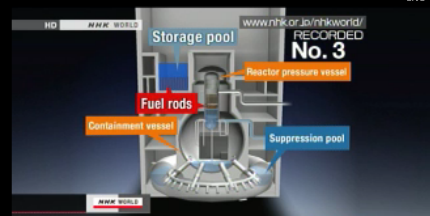 HD NHK WORLD
www.nhk.or.jp/nhkworld/
RECORDED
No. 3
Storage pool
Reactor pressure vessel
Fuel rods
Containment vessel
Suppression pool
NHK WORLD